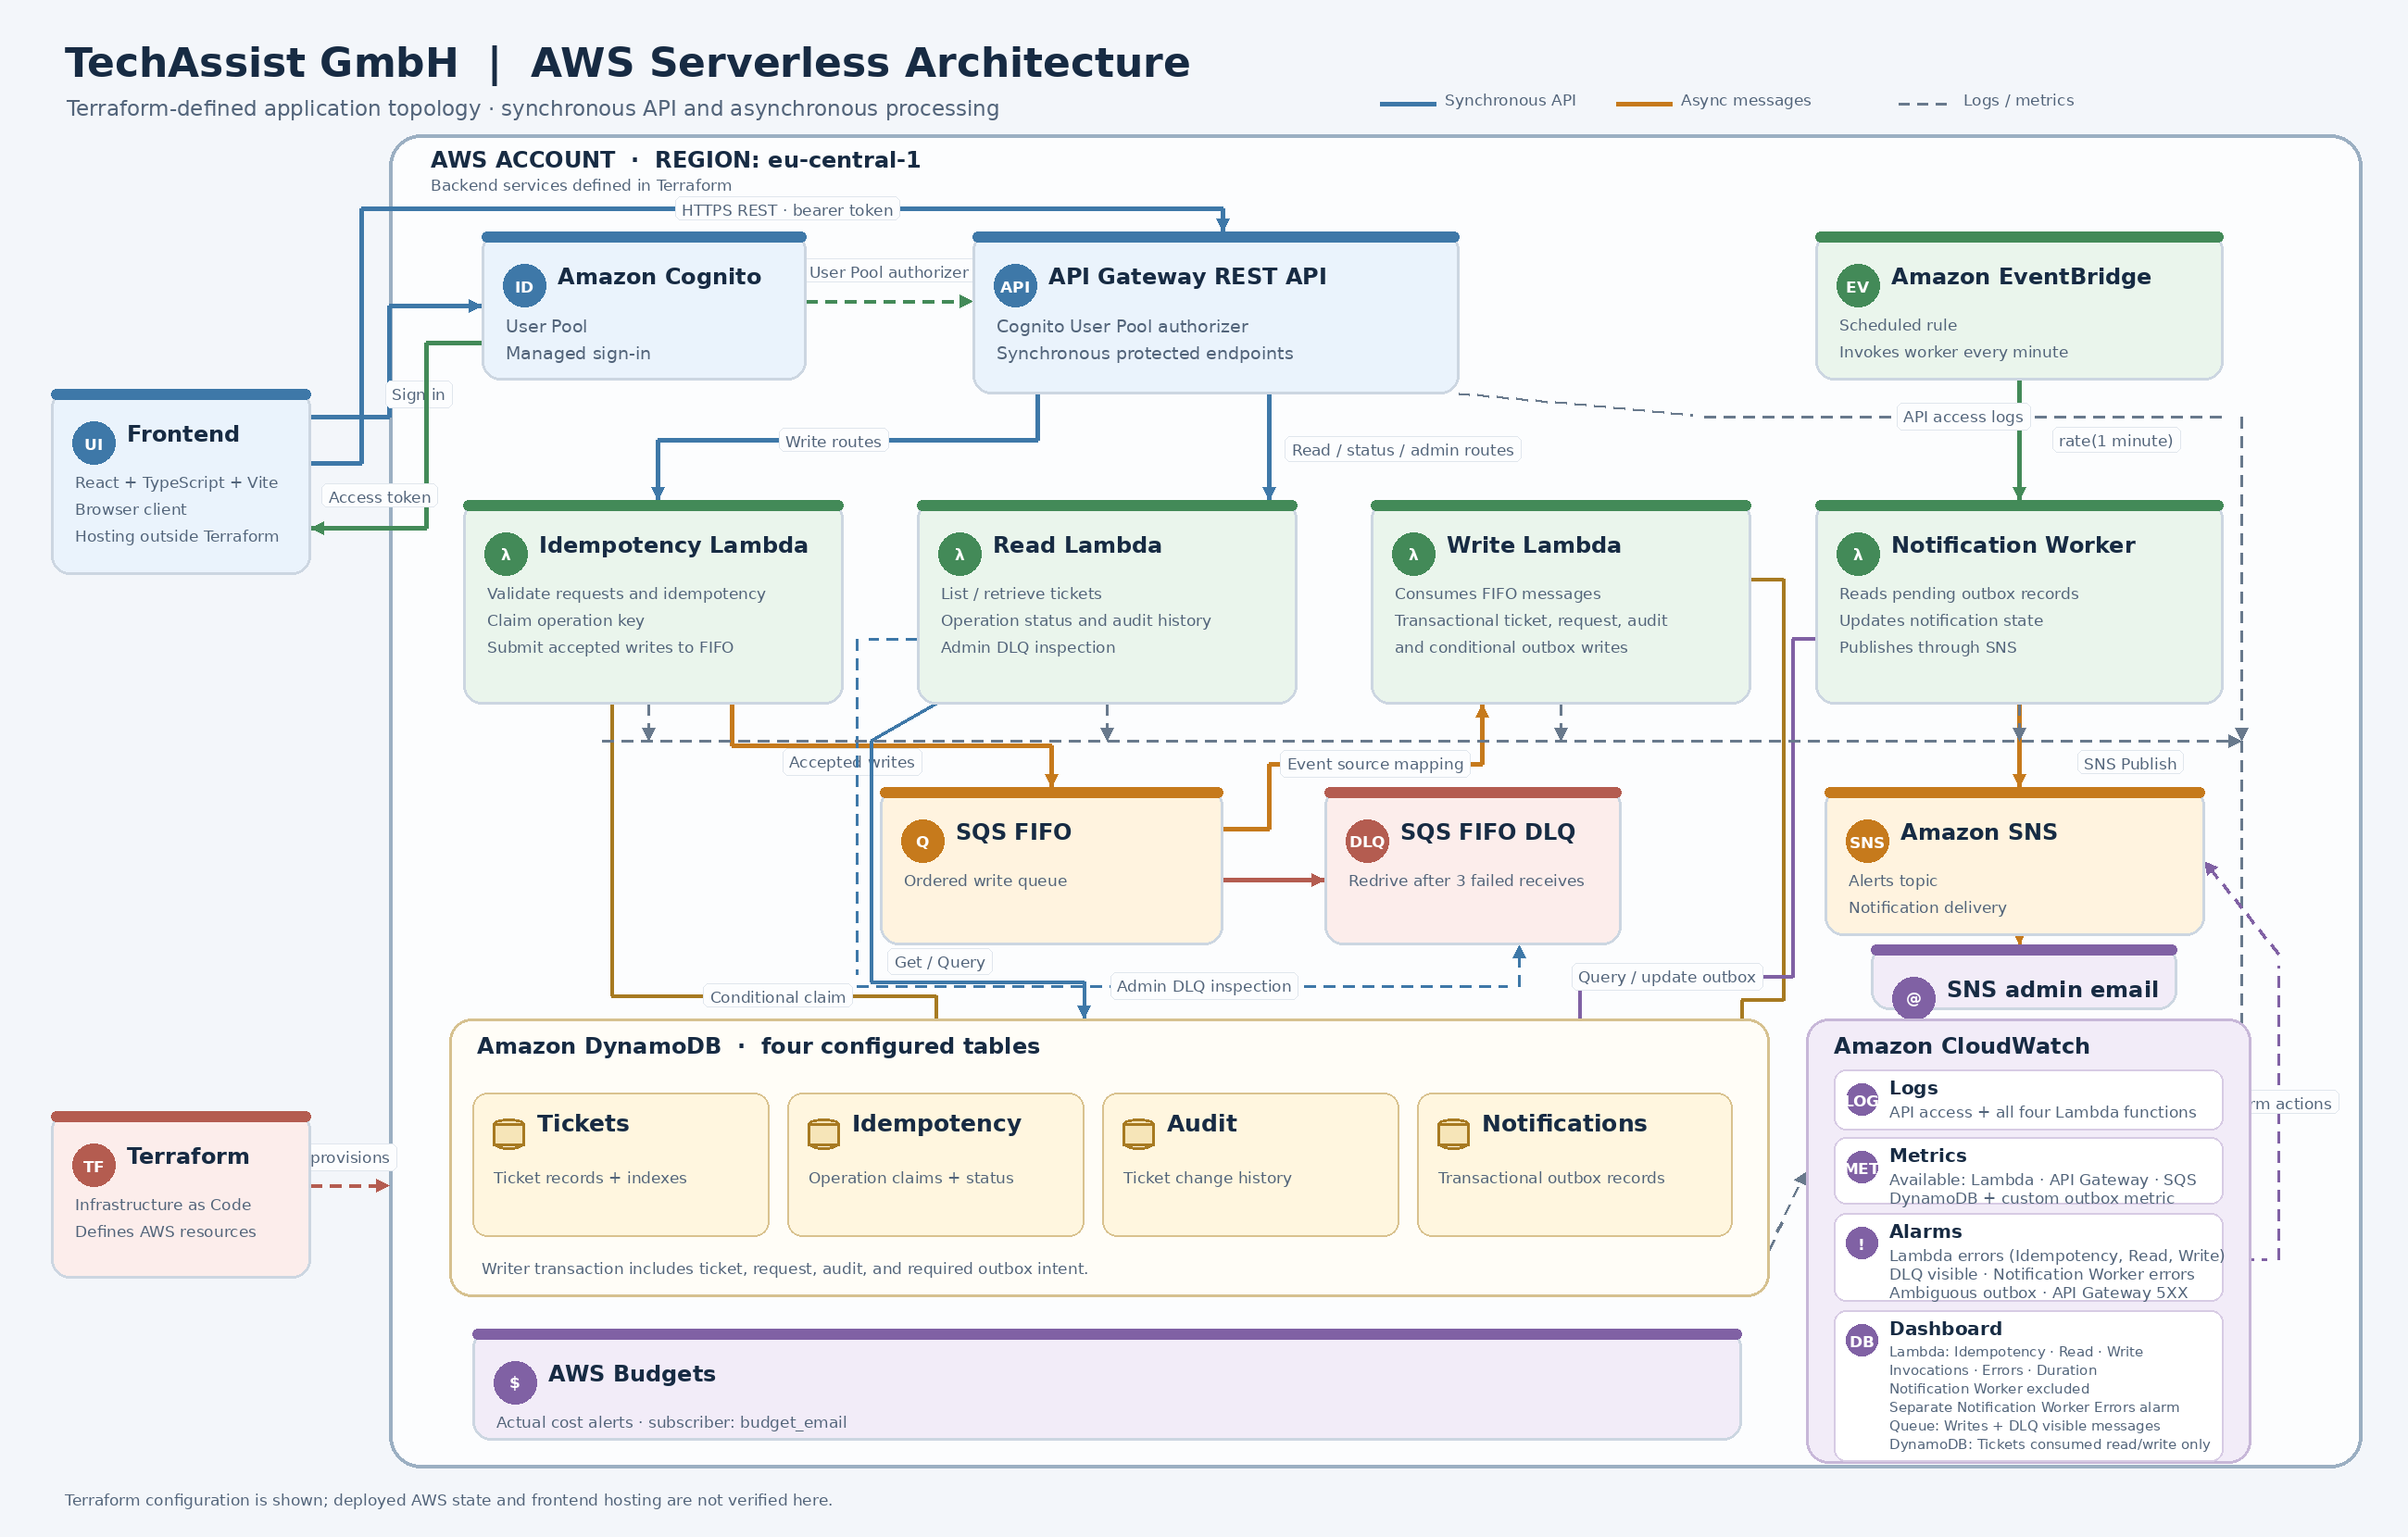 TechAssist GmbH | AWS Serverless Architecture
Terraform-defined application topology · synchronous API and asynchronous processing
Synchronous API
Async messages
Logs / metrics
AWS ACCOUNT · REGION: eu-central-1
Backend services defined in Terraform
HTTPS REST · bearer token
ID
Amazon Cognito
User Pool
Managed sign-in
User Pool authorizer
API
API Gateway REST API
Cognito User Pool authorizer
Synchronous protected endpoints
EV
Amazon EventBridge
Scheduled rule
Invokes worker every minute
Sign in
API access logs
rate(1 minute)
Write routes
Read / status / admin routes
UI
Frontend
React + TypeScript + Vite
Browser client
Hosting outside Terraform
Access token
λ
Idempotency Lambda
Validate requests and idempotency
Claim operation key
Submit accepted writes to FIFO
λ
Read Lambda
List / retrieve tickets
Operation status and audit history
Admin DLQ inspection
λ
Write Lambda
Consumes FIFO messages
Transactional ticket, request, audit
and conditional outbox writes
λ
Notification Worker
Reads pending outbox records
Updates notification state
Publishes through SNS
Accepted writes
Event source mapping
SNS Publish
Q
SQS FIFO
Ordered write queue
DLQ
SQS FIFO DLQ
Redrive after 3 failed receives
SNS
Amazon SNS
Alerts topic
Notification delivery
Get / Query
Admin DLQ inspection
Conditional claim
Query / update outbox
@
SNS admin email
Amazon DynamoDB · four configured tables
Tickets
Ticket records + indexes
Idempotency
Operation claims + status
Audit
Ticket change history
Notifications
Transactional outbox records
Writer transaction includes ticket, request, audit, and required outbox intent.
TF
Terraform
Infrastructure as Code
Defines AWS resources
provisions
Amazon CloudWatch
LOG
Logs
API access + all four Lambda functions
MET
Metrics
Available: Lambda · API Gateway · SQS
DynamoDB + custom outbox metric
!
Alarms
Lambda errors (Idempotency, Read, Write)
DLQ visible · Notification Worker errors
Ambiguous outbox · API Gateway 5XX
DB
Dashboard
Lambda: Idempotency · Read · Write
Invocations · Errors · Duration
Notification Worker excluded
Separate Notification Worker Errors alarm
Queue: Writes + DLQ visible messages
DynamoDB: Tickets consumed read/write only
actions
$
AWS Budgets
Actual cost alerts · subscriber: budget_email
Terraform configuration is shown; deployed AWS state and frontend hosting are not verified here.